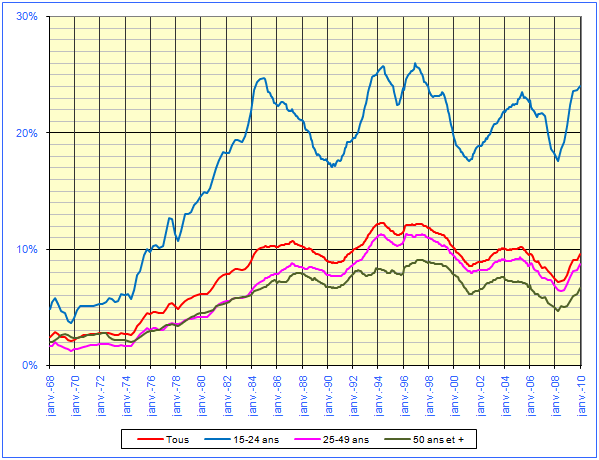 30%
20%
10%
0%
janv.-68
janv.-70
janv.-72
janv.-74
janv.-76
janv.-78
janv.-80
janv.-82
janv.-84
janv.-86
janv.-88
janv.-90
janv.-92
janv.-94
janv.-96
janv.-98
janv.-00
janv.-02
janv.-04
janv.-06
janv.-08
janv.-10
Tous 15-24 ans 25-49 ans 50 ans et +